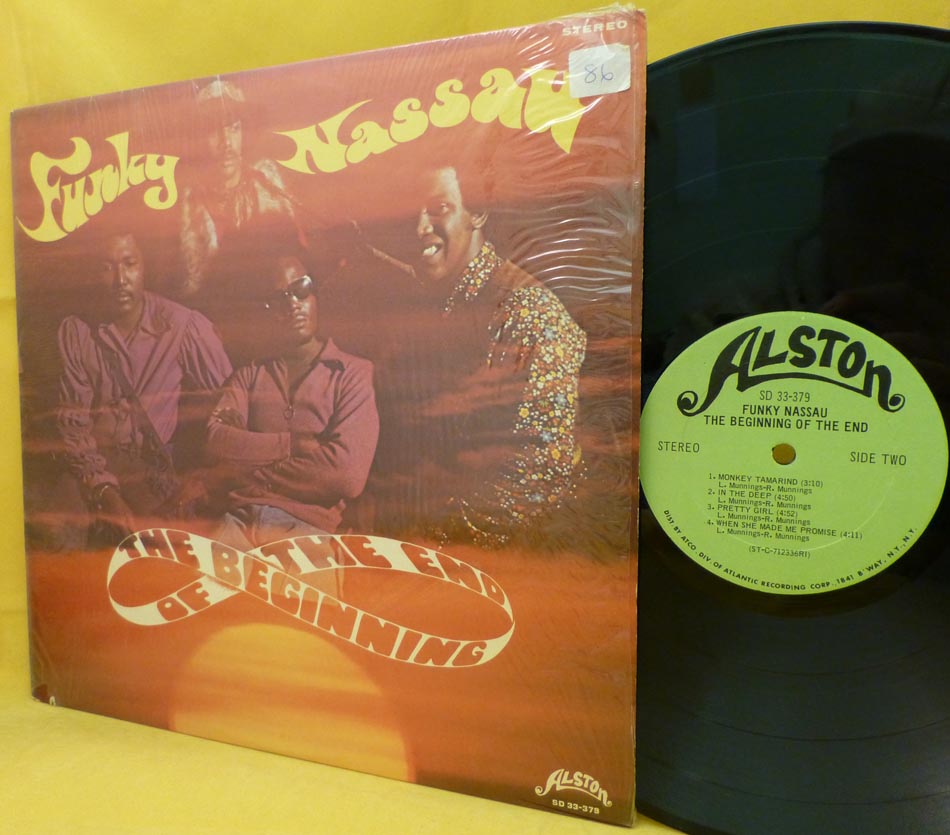 STEREO
86
Funky Nassau
THE BEGINNING
OF THE END
ALSTON
SD 33-379
ALSTON
SD 33-379
FUNKY NASSAU
THE BEGINNING OF THE END
STEREO
SIDE TWO
1. MONKEY TAMARIND (3:10)
L. Munnings-R. Munnings
2. IN THE DEEP (4:50)
L. Munnings-R. Munnings
3. PRETTY GIRL (4:52)
L. Munnings-R. Munnings
4. WHEN SHE MADE ME PROMISE (4:11)
L. Munnings-R. Munnings
(ST-C-712336RI)
DIST BY ATCO DIV OF ATLANTIC RECORDING CORP., 1841 B'WAY, N.Y., N.Y.